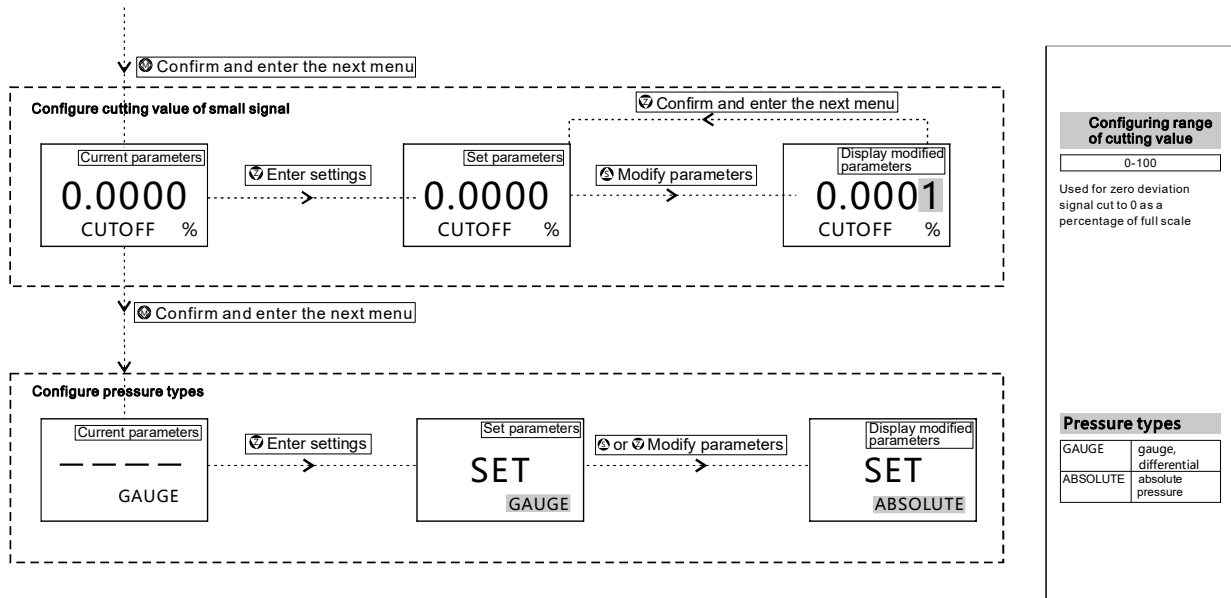 Confirm and enter the next menu
Configure cutting value of small signal
Confirm and enter the next menu
Current parameters
0.0000
CUTOFF %
Enter settings
Set parameters
0.0000
CUTOFF %
Modify parameters
Display modified
parameters
0.0001
CUTOFF %
Confirm and enter the next menu
Configure pressure types
Current parameters
— — — —
GAUGE
Enter settings
Set parameters
SET
GAUGE
or Modify parameters
Display modified
parameters
SET
ABSOLUTE
Configuring range
of cutting value
0-100
Used for zero deviation
signal cut to 0 as a
percentage of full scale
Pressure types
GAUGE gauge,
differential
ABSOLUTE absolute
pressure